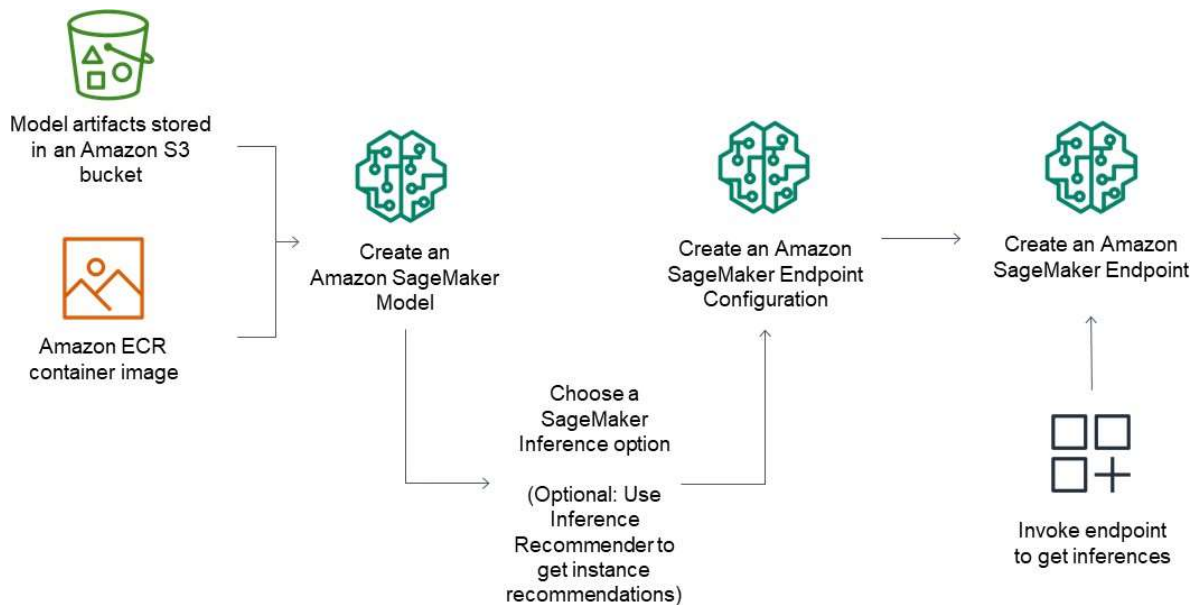 Model artifacts stored
in an Amazon S3
bucket
Amazon ECR
container image
Create an
Amazon SageMaker
Model
Choose a
SageMaker
Inference option
(Optional: Use
Inference
Recommender to
get instance
recommendations)
Create an Amazon
SageMaker Endpoint
Configuration
Create an Amazon
SageMaker Endpoint
Invoke endpoint
to get inferences